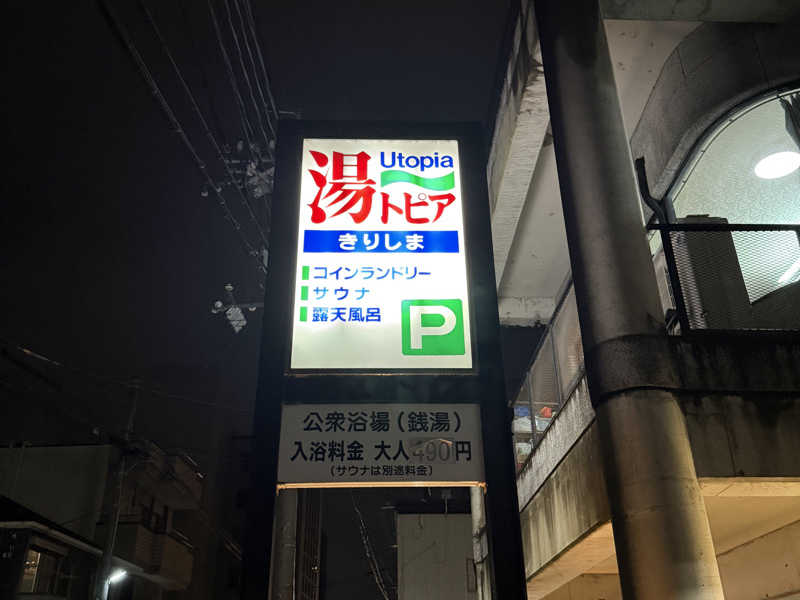 Utopia
湯〜トピア
きりしま
コインランドリー
サウナ
露天風呂
P
公衆浴場（銭湯）
入浴料金 大人490円
（サウナは別途料金）